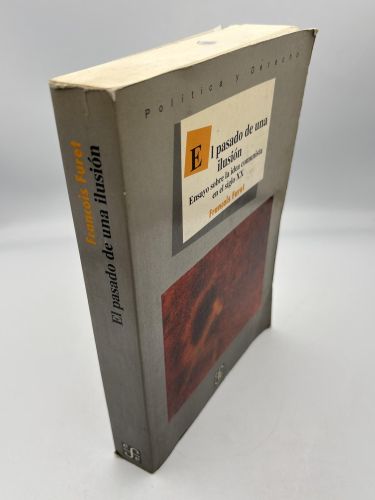 Política y Derecho
El pasado de una
ilusión
Ensayo sobre la idea comunista
en el siglo XX
François Furet
François Furet
El pasado de una ilusión